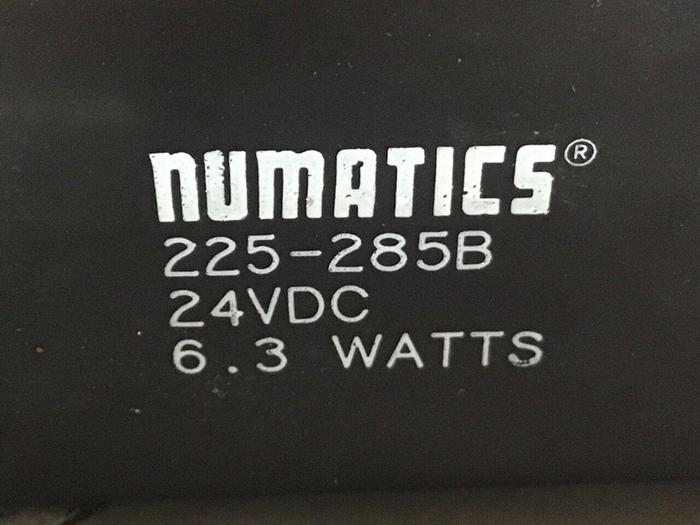 NUMATICS®
225-285B
24VDC
6.3 WATTS